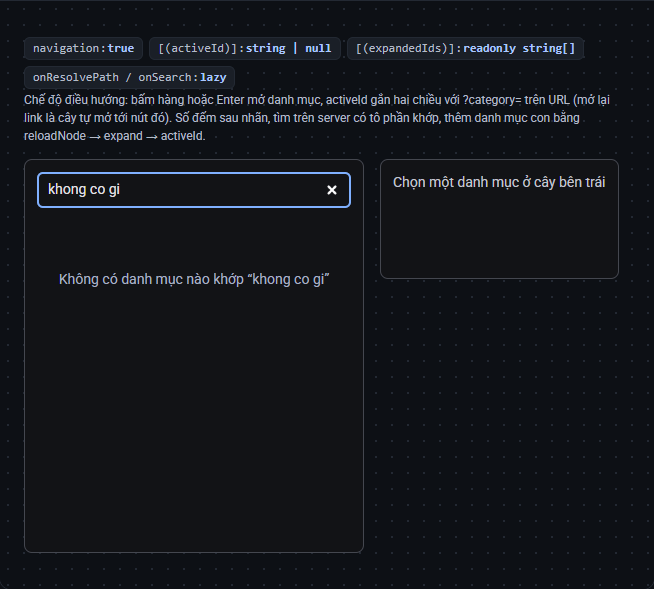 navigation:true [(activeId)]:string | null [(expandedIds)]:readonly string[]
onResolvePath / onSearch:lazy
Chế độ điều hướng: bấm hàng hoặc Enter mở danh mục, activeId gắn hai chiều với ?category= trên URL (mở lại
link là cây tự mở tới nút đó). Số đếm sau nhãn, tìm trên server có tô phần khớp, thêm danh mục con bằng
reloadNode → expand → activeId.
khong co gi ×
Chọn một danh mục ở cây bên trái
Không có danh mục nào khớp “khong co gi”